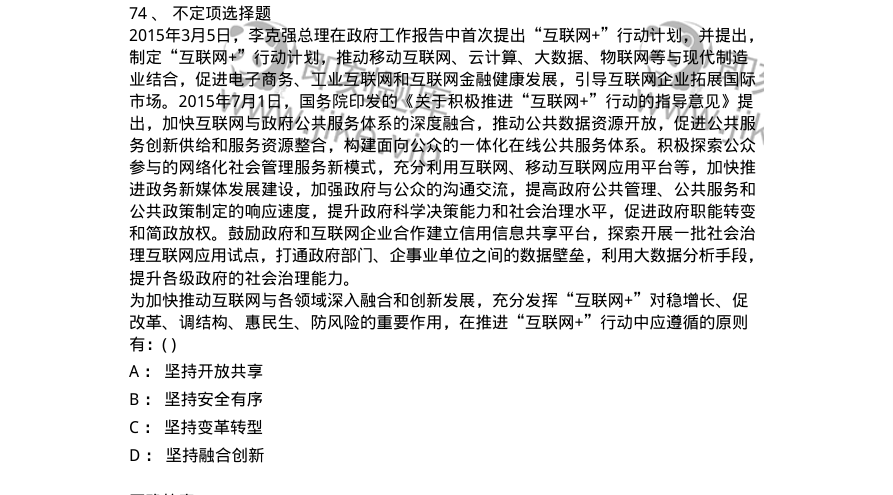 74 、 不定项选择题
2015年3月5日，李克强总理在政府工作报告中首次提出“互联网+”行动计划，并提出，
制定“互联网+”行动计划，推动移动互联网、云计算、大数据、物联网等与现代制造
业结合，促进电子商务、工业互联网和互联网金融健康发展，引导互联网企业拓展国际
市场。2015年7月1日，国务院印发的《关于积极推进“互联网+”行动的指导意见》提
出，加快互联网与政府公共服务体系的深度融合，推动公共数据资源开放，促进公共服
务创新供给和服务资源整合，构建面向公众的一体化在线公共服务体系。积极探索公众
参与的网络化社会管理服务新模式，充分利用互联网、移动互联网应用平台等，加快推
进政务新媒体发展建设，加强政府与公众的沟通交流，提高政府公共管理、公共服务和
公共政策制定的响应速度，提升政府科学决策能力和社会治理水平，促进政府职能转变
和简政放权。鼓励政府和互联网企业合作建立信用信息共享平台，探索开展一批社会治
理互联网应用试点，打通政府部门、企事业单位之间的数据壁垒，利用大数据分析手段，
提升各级政府的社会治理能力。
为加快推动互联网与各领域深入融合和创新发展，充分发挥“互联网+”对稳增长、促
改革、调结构、惠民生、防风险的重要作用，在推进“互联网+”行动中应遵循的原则
有：( )
A ： 坚持开放共享
B ： 坚持安全有序
C ： 坚持变革转型
D ： 坚持融合创新